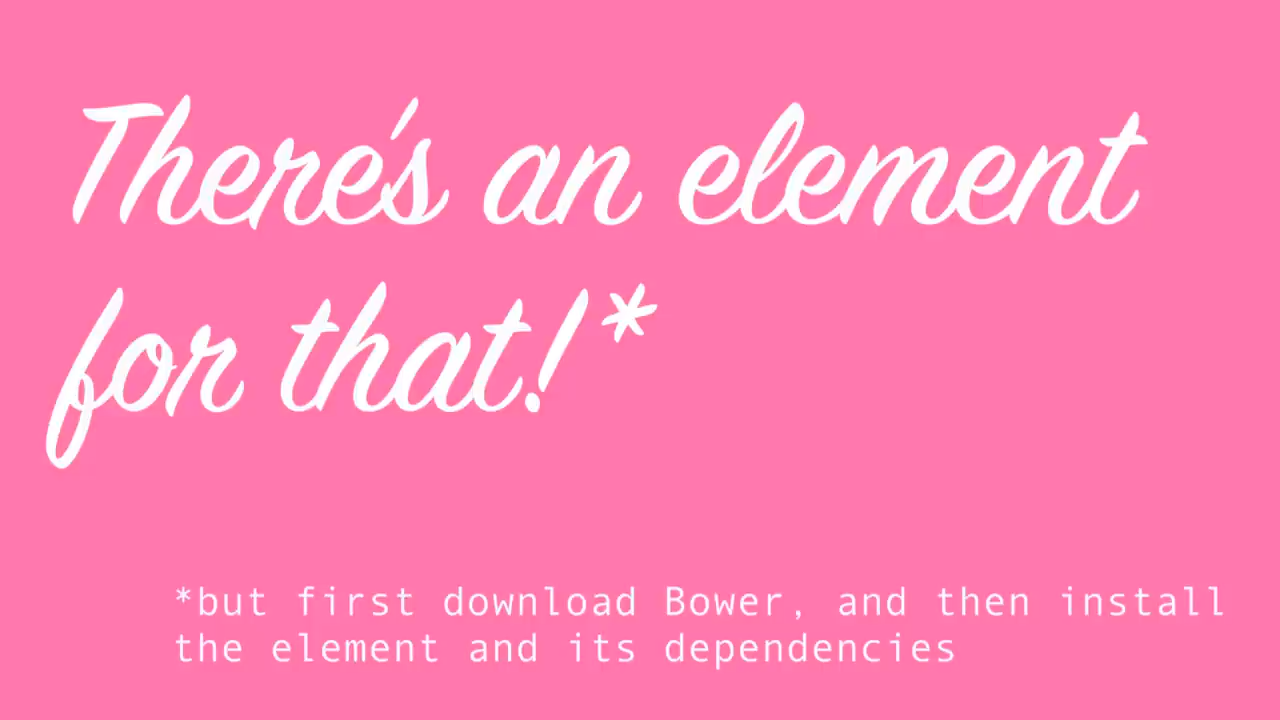 There's an element
for that!*
*but first download Bower, and then install
the element and its dependencies